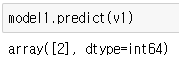 model1.predict(v1)
array([2], dtype=int64)